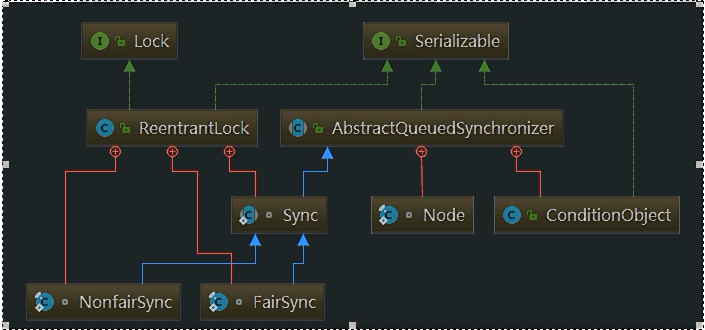 I Lock
I Serializable
C ReentrantLock
C AbstractQueuedSynchronizer
C Sync
C Node
C ConditionObject
C NonfairSync
C FairSync